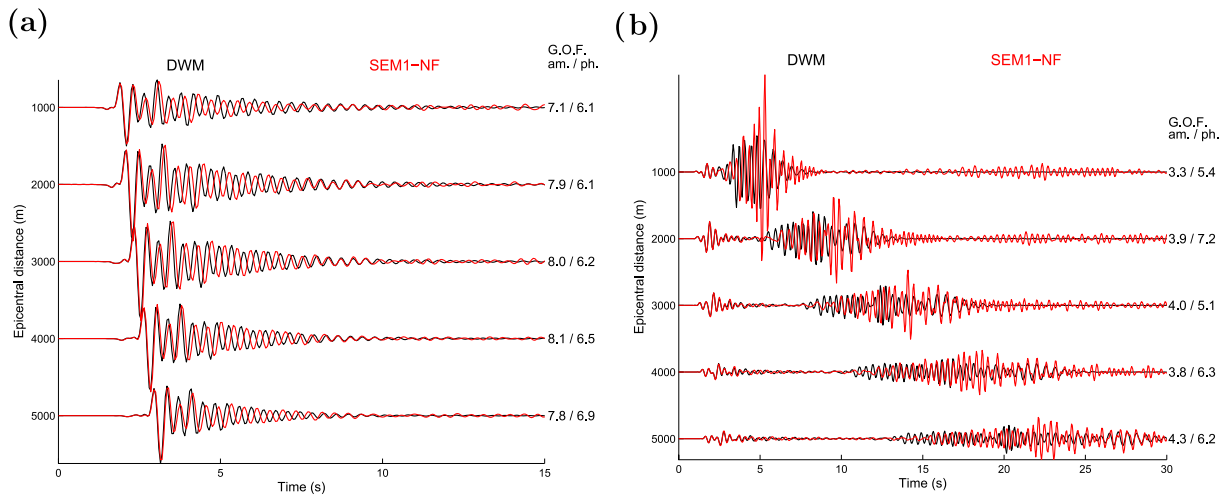 (a)
DWM
SEM1−NF
G.O.F.
am. / ph.
1000
7.1 / 6.1
2000
7.9 / 6.1
3000
8.0 / 6.2
4000
8.1 / 6.5
5000
7.8 / 6.9
Epicentral distance (m)
0
5
10
15
Time (s)
(b)
DWM
SEM1−NF
G.O.F.
am. / ph.
1000
3.3 / 5.4
2000
3.9 / 7.2
3000
4.0 / 5.1
4000
3.8 / 6.3
5000
4.3 / 6.2
Epicentral distance (m)
0
5
10
15
20
25
30
Time (s)